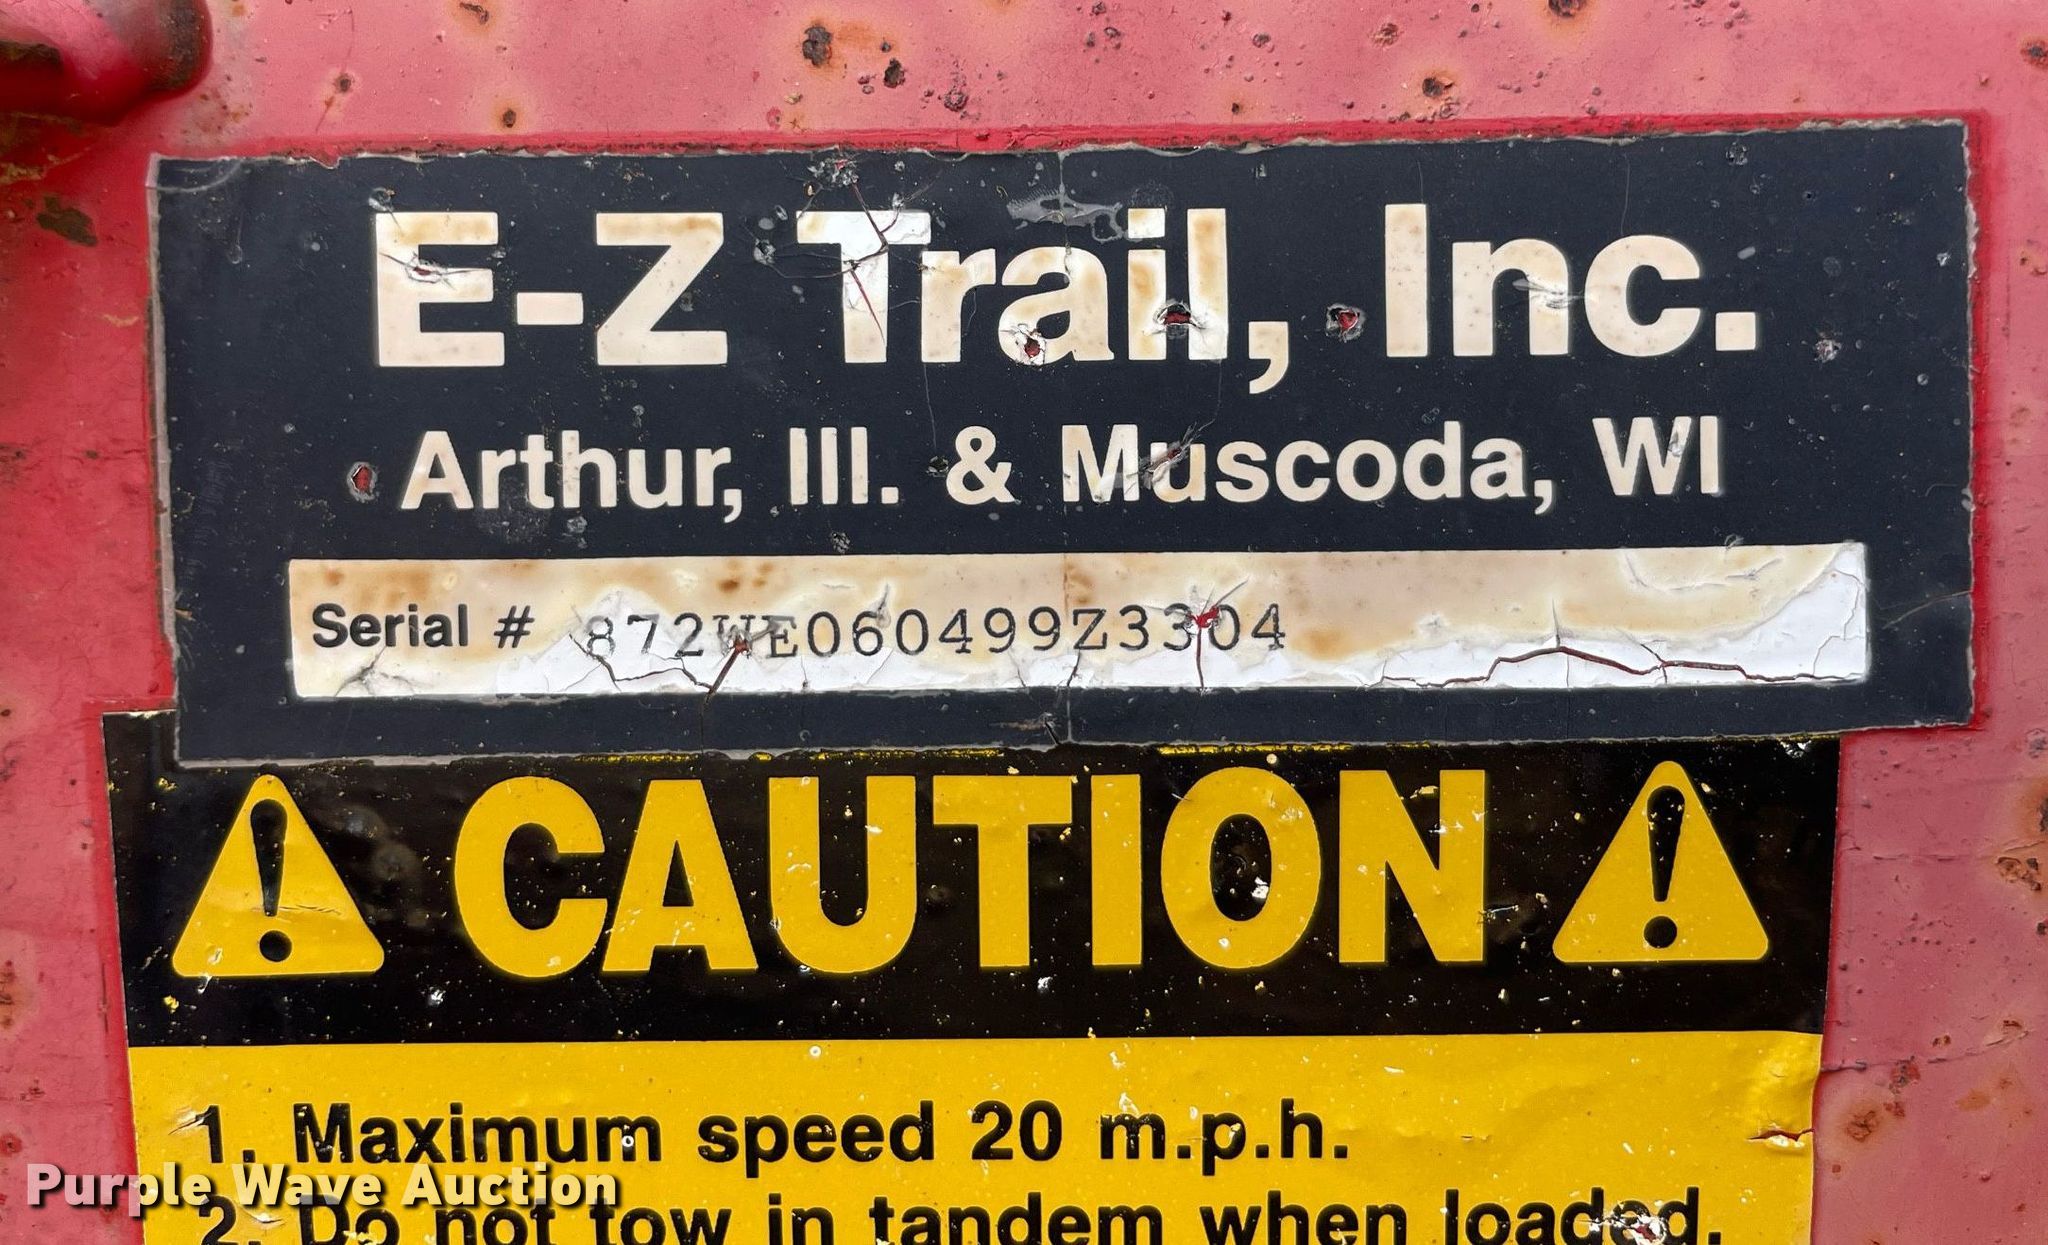 E-Z Trail, Inc.
Arthur, Ill. & Muscoda, WI
Serial # 872WE060499Z3304
CAUTION
1. Maximum speed 20 m.p.h.
2. Do not tow in tandem when loaded.
Purple Wave Auction